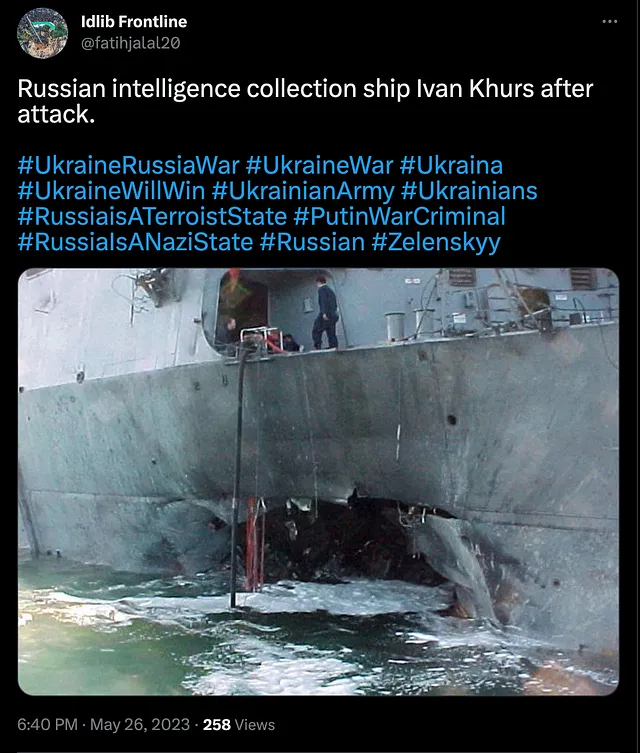 Idlib Frontline
@fatihjalal20
Russian intelligence collection ship Ivan Khurs after
attack.
#UkraineRussiaWar #UkraineWar #Ukraina
#UkraineWillWin #UkrainianArmy #Ukrainians
#RussiaisATerroistState #PutinWarCriminal
#RussiaIsANaziState #Russian #Zelenskyy
6:40 PM · May 26, 2023 · 258 Views